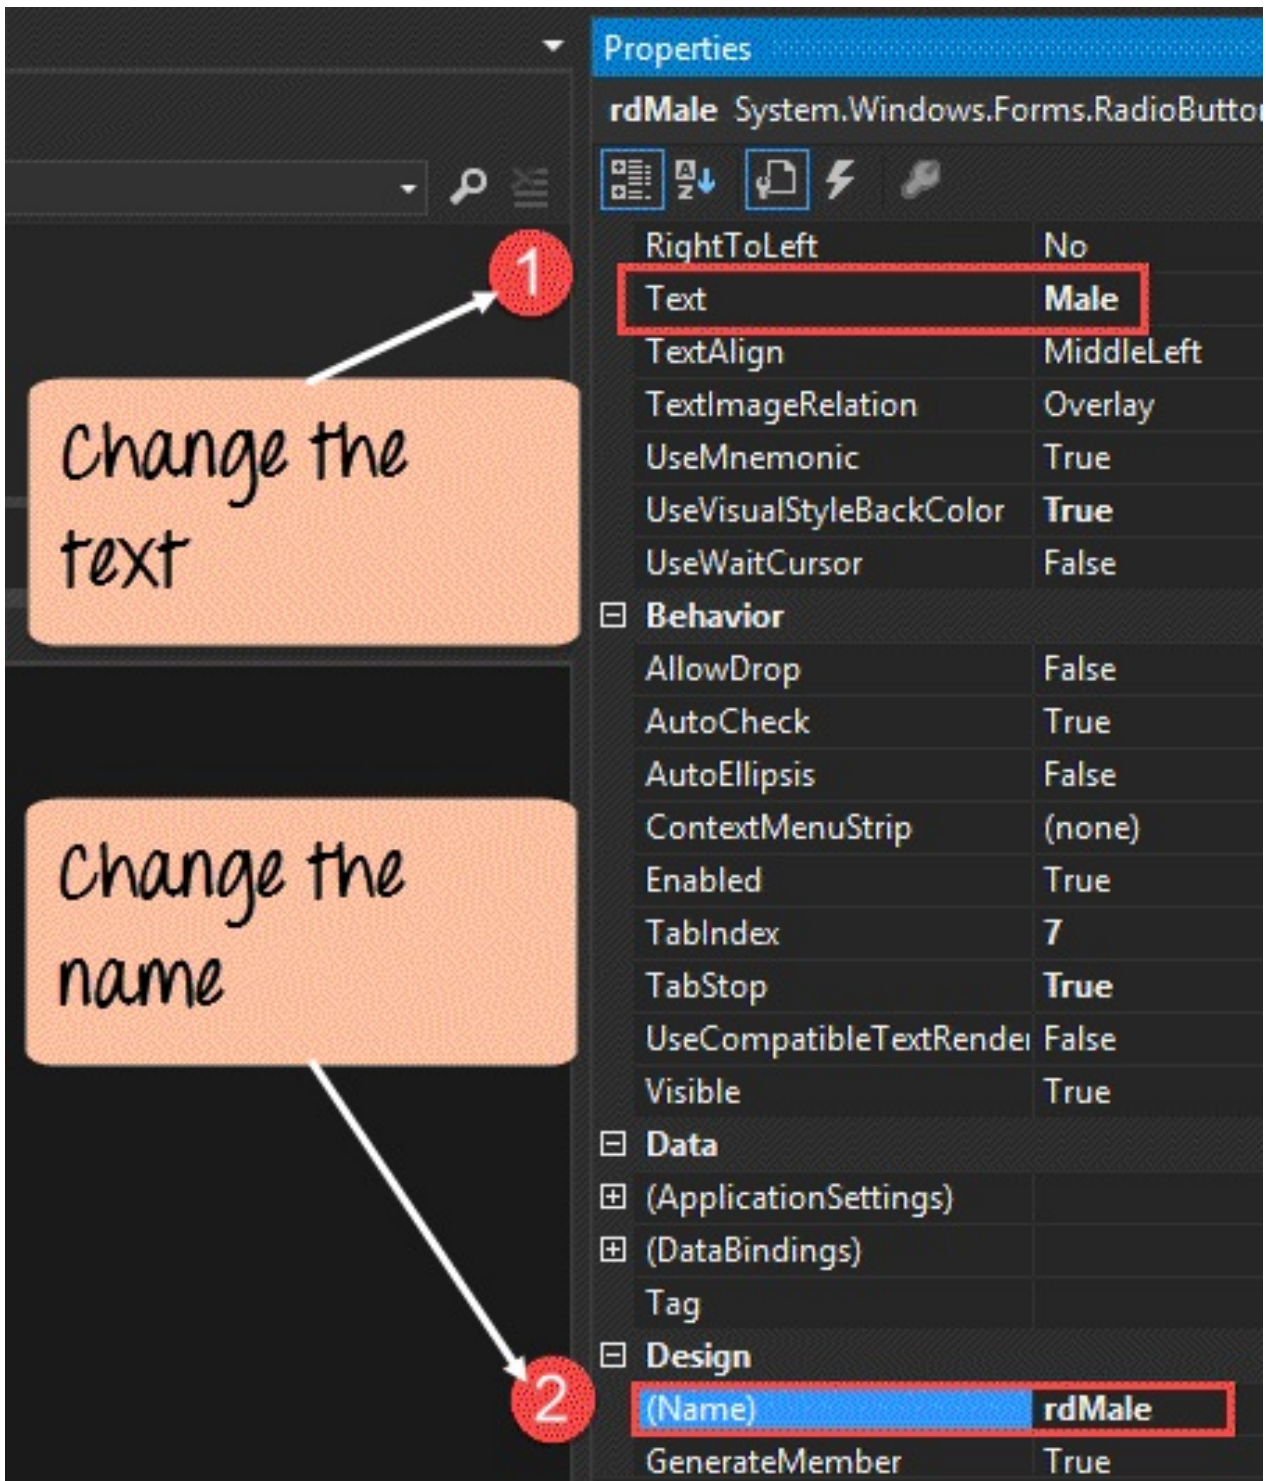 Properties
rdMale System.Windows.Forms.RadioButton
RightToLeft No
1
Text Male
TextAlign MiddleLeft
Change the
text
TextImageRelation Overlay
UseMnemonic True
UseVisualStyleBackColor True
UseWaitCursor False
Behavior
AllowDrop False
AutoCheck True
AutoEllipsis False
Change the
name
ContextMenuStrip (none)
Enabled True
TabIndex 7
TabStop True
UseCompatibleTextRender False
Visible True
Data
(ApplicationSettings)
(DataBindings)
Tag
Design
2
(Name) rdMale
GenerateMember True